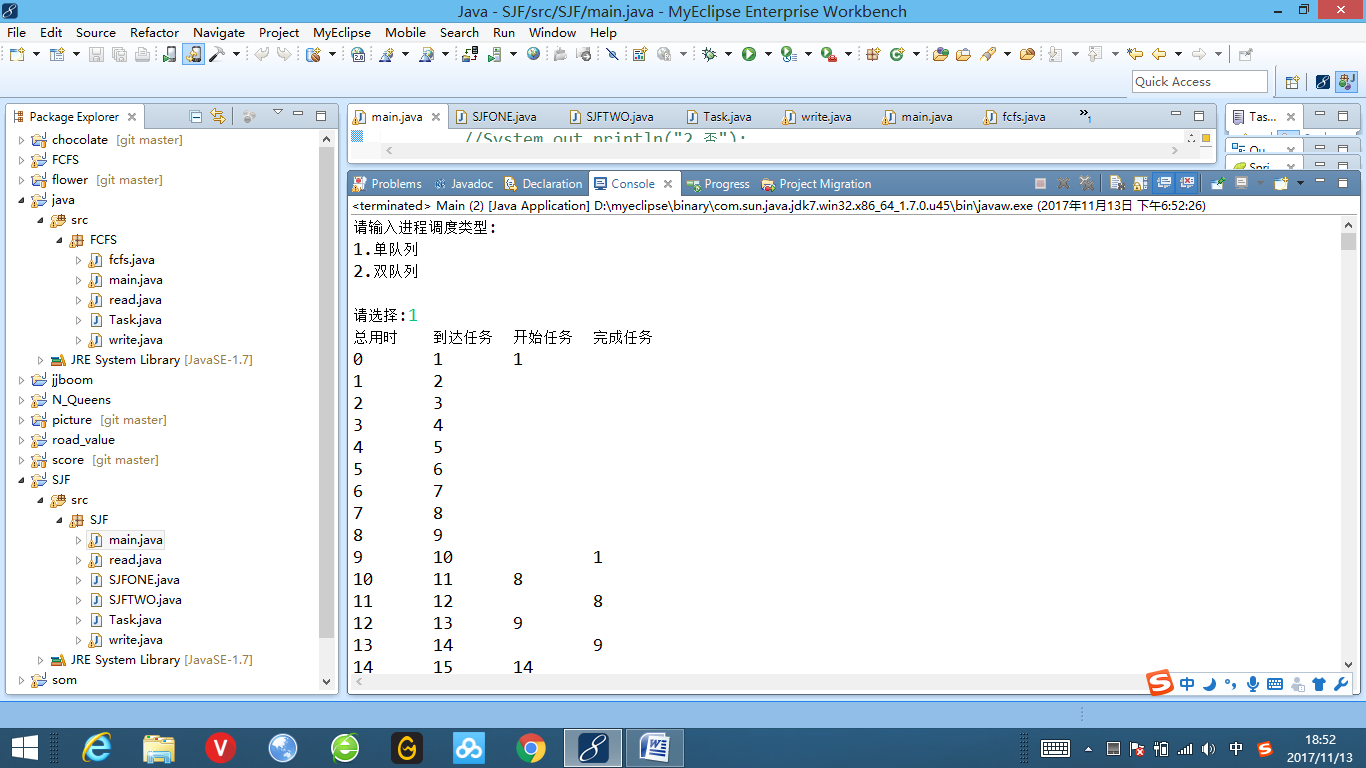 Java - SJF/src/SJF/main.java - MyEclipse Enterprise Workbench
File Edit Source Refactor Navigate Project MyEclipse Mobile Search Run Window Help
Quick Access
Package Explorer
chocolate [git master]
FCFS
flower [git master]
java
src
FCFS
fcfs.java
main.java
read.java
Task.java
write.java
JRE System Library [JavaSE-1.7]
jjboom
N_Queens
picture [git master]
road_value
score [git master]
SJF
src
SJF
main.java
read.java
SJFONE.java
SJFTWO.java
Task.java
write.java
JRE System Library [JavaSE-1.7]
som
main.java SJFONE.java SJFTWO.java Task.java write.java main.java fcfs.java »1
//System.out.println("2.否");
Tas...
Ou
Spri
Problems Javadoc Declaration Console Progress Project Migration
<terminated> Main (2) [Java Application] D:\myeclipse\binary\com.sun.java.jdk7.win32.x86_64_1.7.0.u45\bin\javaw.exe (2017年11月13日 下午6:52:26)
请输入进程调度类型:
1.单队列
2.双队列
请选择:1
总用时 到达任务 开始任务 完成任务
0 1 1
1 2
2 3
3 4
4 5
5 6
6 7
7 8
8 9
9 10 1
10 11 8
11 12 8
12 13 9
13 14 9
14 15 14
中
中
18:52
2017/11/13